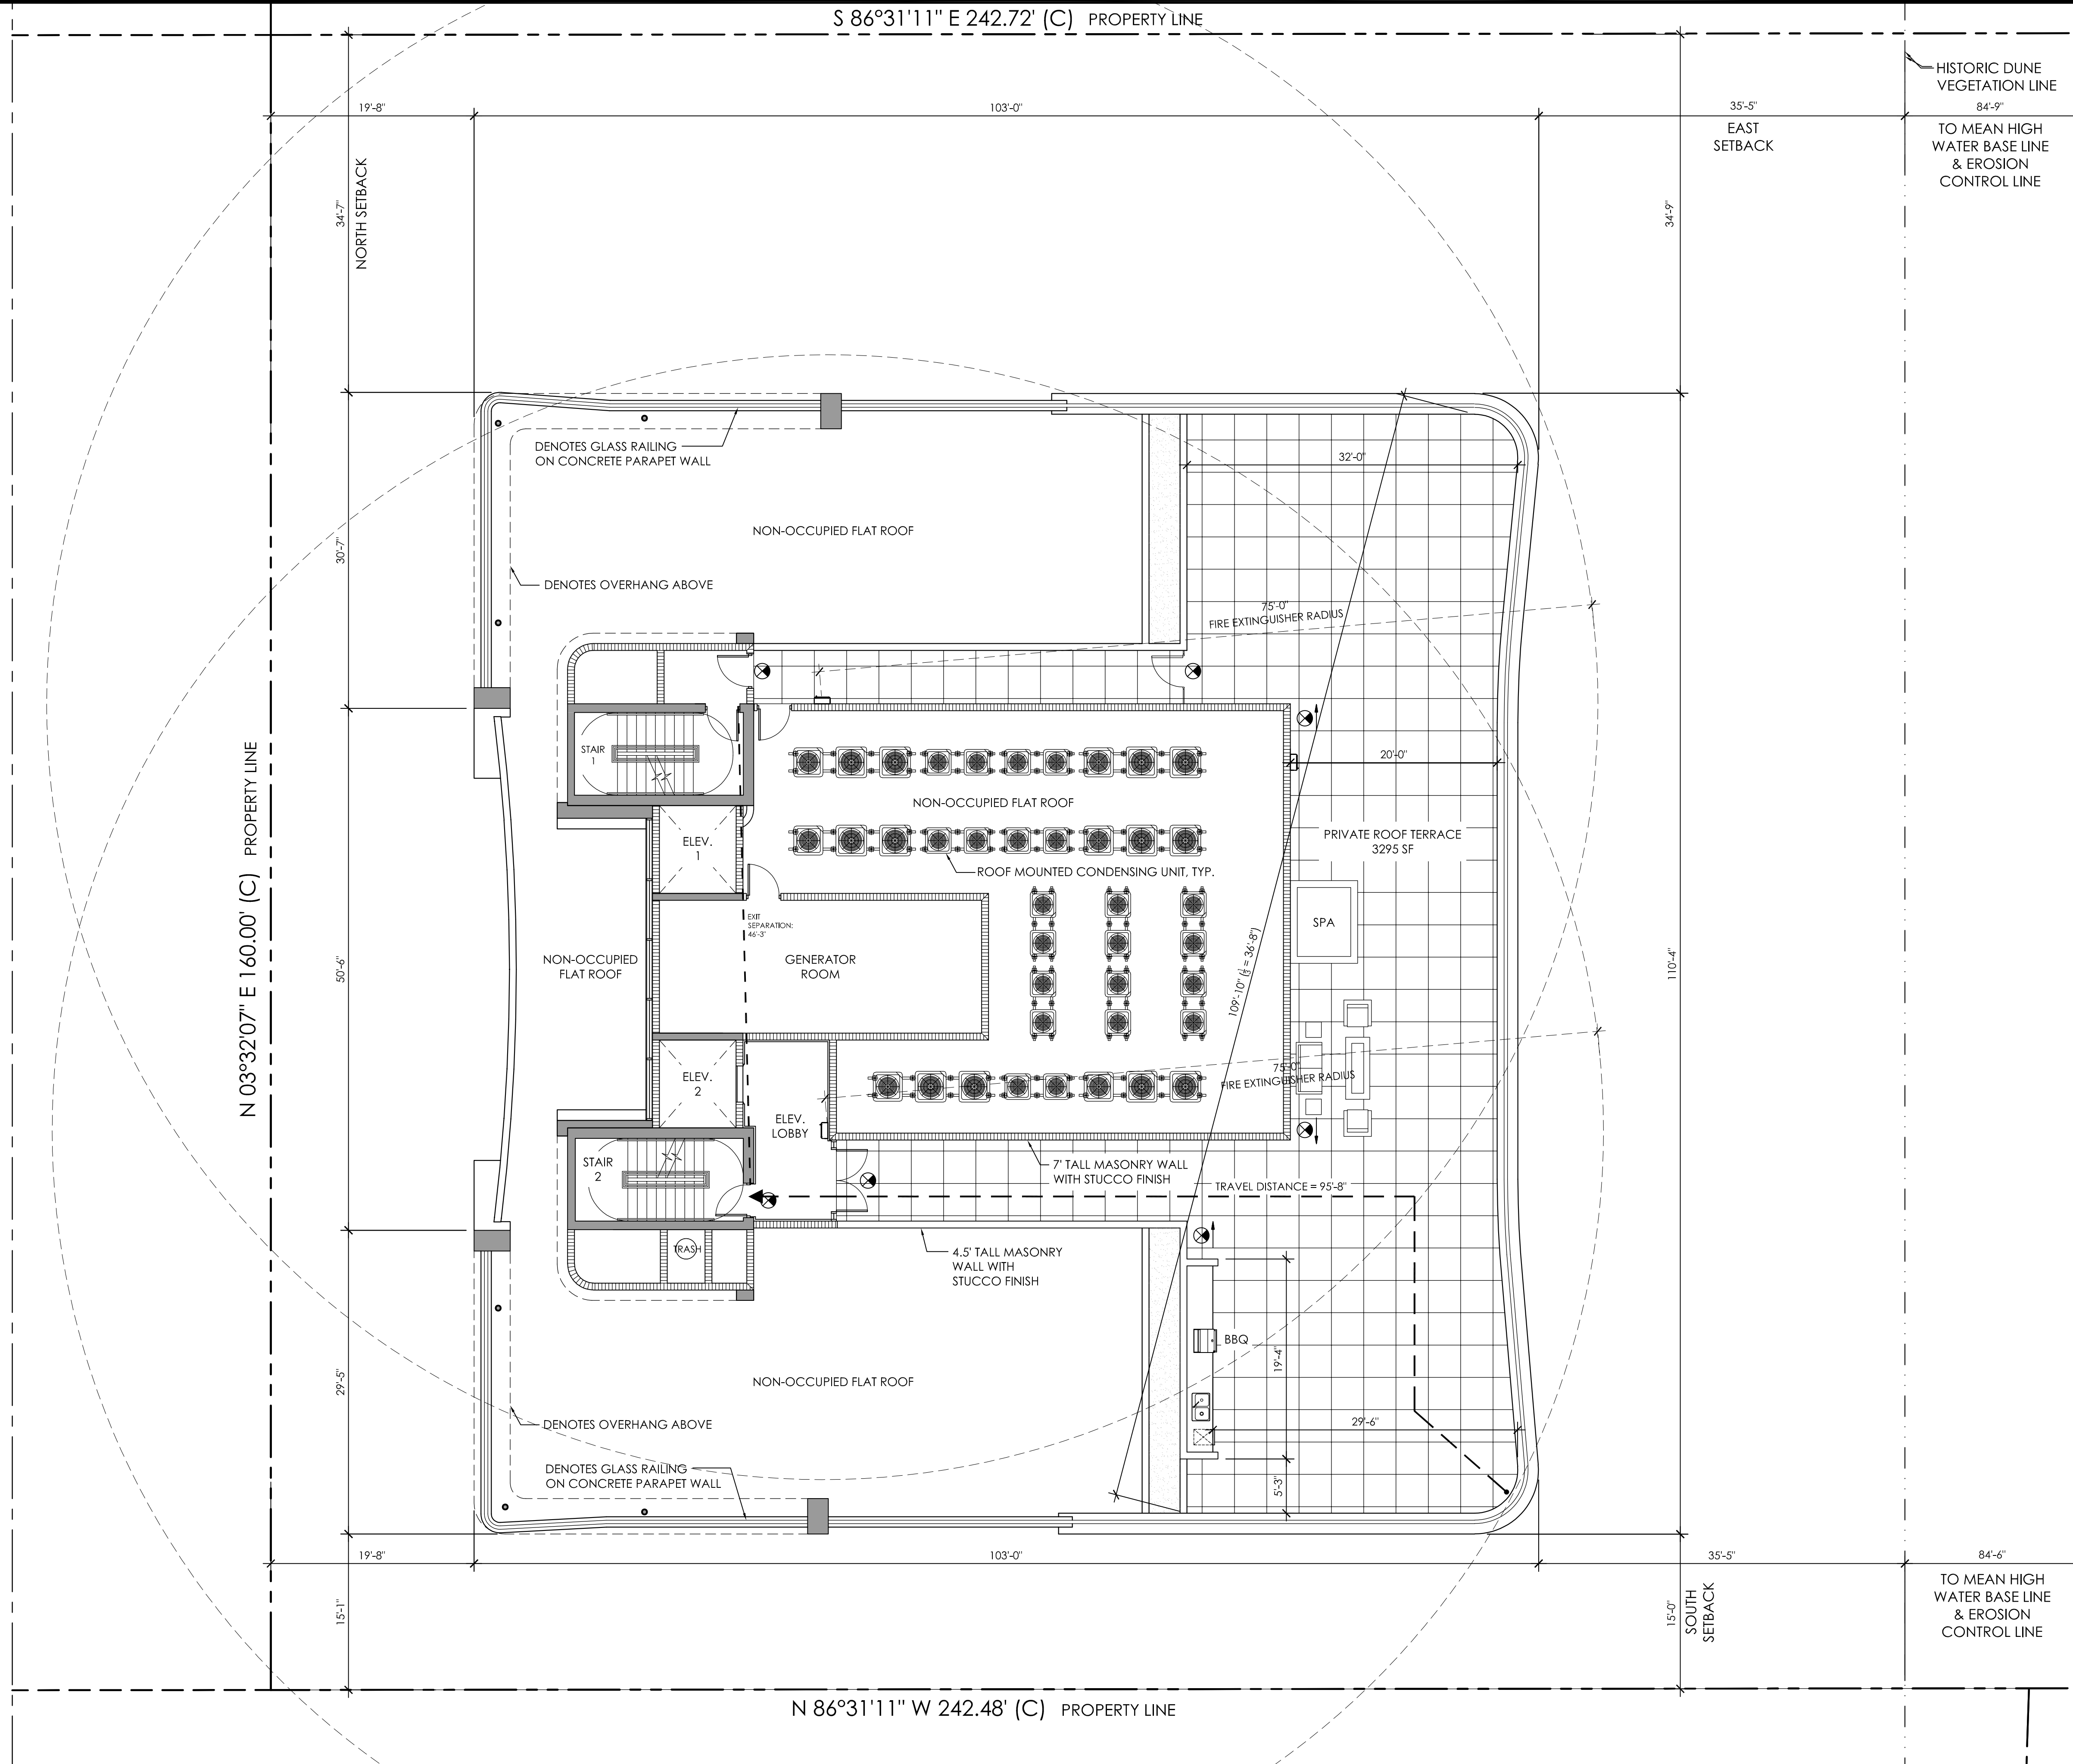 S 86°31'11" E 242.72' (C) PROPERTY LINE
HISTORIC DUNE
VEGETATION LINE
19'-8"
103'-0"
35'-5"
84'-9"
EAST
SETBACK
TO MEAN HIGH
WATER BASE LINE
& EROSION
CONTROL LINE
34'-7"
NORTH SETBACK
34'-9"
DENOTES GLASS RAILING
ON CONCRETE PARAPET WALL
32'-0"
NON-OCCUPIED FLAT ROOF
30'-7"
DENOTES OVERHANG ABOVE
75'-0"
FIRE EXTINGUISHER RADIUS
STAIR
1
20'-0"
NON-OCCUPIED FLAT ROOF
N 03°32'07" E 160.00' (C) PROPERTY LINE
ELEV.
1
PRIVATE ROOF TERRACE
3295 SF
ROOF MOUNTED CONDENSING UNIT, TYP.
EXIT
SEPARATION:
46'-3"
SPA
50'-6"
NON-OCCUPIED
FLAT ROOF
GENERATOR
ROOM
109'-10" (⅓ = 36'-8")
110'-4"
ELEV.
2
75'-0"
FIRE EXTINGUISHER RADIUS
ELEV.
LOBBY
STAIR
2
7' TALL MASONRY WALL
WITH STUCCO FINISH
TRAVEL DISTANCE = 95'-8"
TRASH
4.5' TALL MASONRY
WALL WITH
STUCCO FINISH
BBQ
19'-4"
29'-5"
NON-OCCUPIED FLAT ROOF
DENOTES OVERHANG ABOVE
29'-6"
DENOTES GLASS RAILING
ON CONCRETE PARAPET WALL
5'-3"
19'-8"
103'-0"
35'-5"
84'-6"
TO MEAN HIGH
WATER BASE LINE
& EROSION
CONTROL LINE
15'-1"
15'-0"
SOUTH
SETBACK
N 86°31'11" W 242.48' (C) PROPERTY LINE